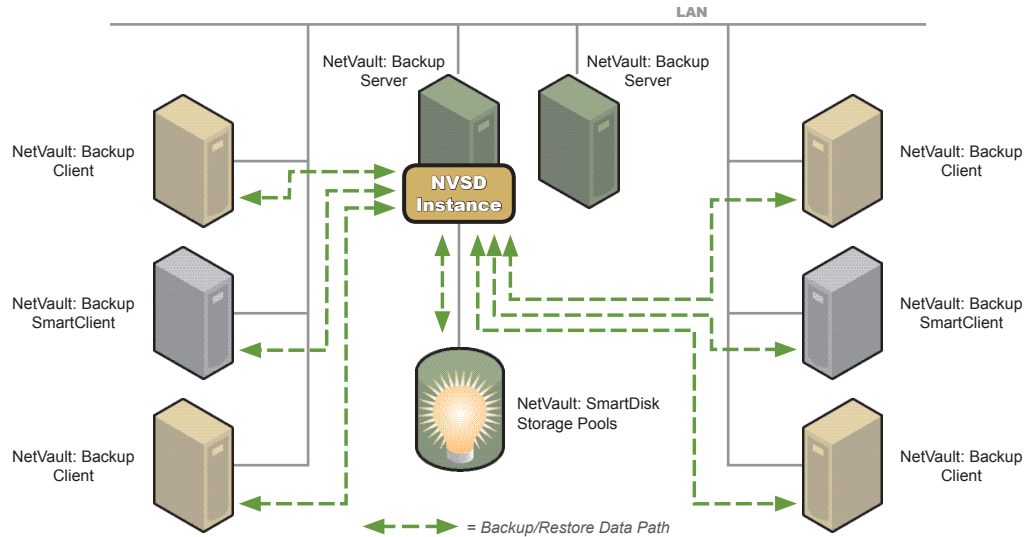 LAN
NetVault: Backup
Server
NetVault: Backup
Server
NetVault: Backup
Client
NVSD
Instance
NetVault: Backup
Client
NetVault: Backup
SmartClient
NetVault: Backup
SmartClient
NetVault: SmartDisk
Storage Pools
NetVault: Backup
Client
NetVault: Backup
Client
= Backup/Restore Data Path